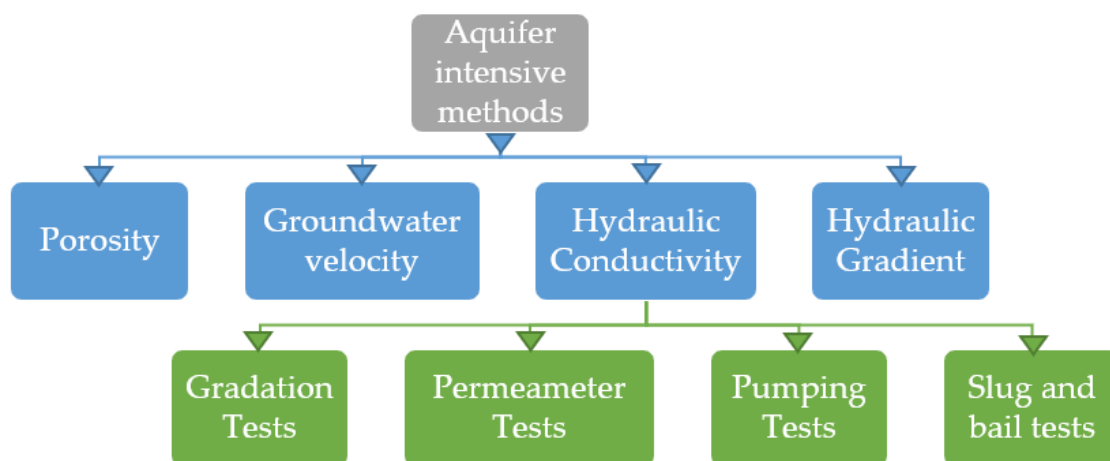 Aquifer
intensive
methods
Porosity
Groundwater
velocity
Hydraulic
Conductivity
Hydraulic
Gradient
Gradation
Tests
Permeameter
Tests
Pumping
Tests
Slug and
bail tests